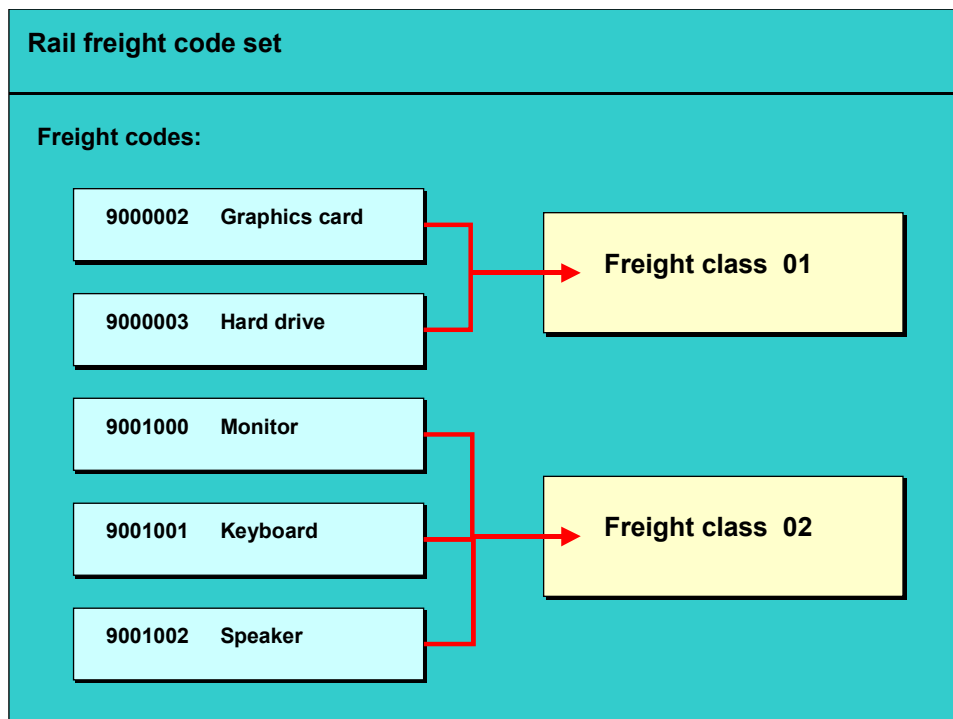 Rail freight code set
Freight codes:
9000002 Graphics card
9000003 Hard drive
Freight class 01
9001000 Monitor
9001001 Keyboard
9001002 Speaker
Freight class 02